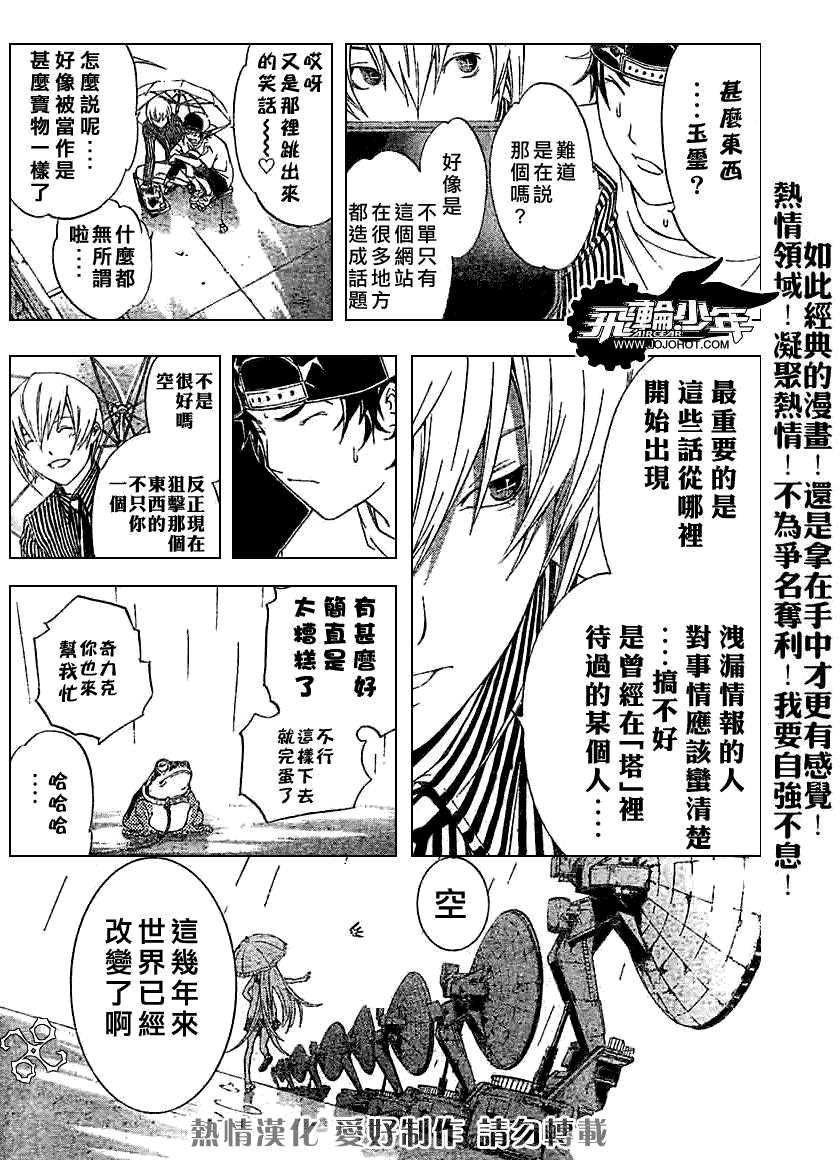 甚麼東西
‥‥玉璽？
難道
是在說
那個嗎？
好像是
不單只有
這個網站
在很多地方
都造成話題
哎呀
又是那裡跳出來
的笑話～～♡
怎麼說呢‥‥
好像被當作是
甚麼寶物一樣了
什麼都
無所謂
啦‥‥
飛輪少年
AIRGEAR
WWW.JOJOHOT.COM
最重要的是
這些話從哪裡
開始出現
洩漏情報的人
對事情應該蠻清楚
‥‥搞不好
是曾經在「塔」裡
待過的某個人‥‥
不是
很好嗎
空
反正現在
狙擊那個
東西的
不只你
一個
有甚麼好
簡直是
太糟糕了
不行
這樣下去
就完蛋了
奇力克
你也來
幫我忙
哈哈哈
‥‥
空
這幾年來
世界已經
改變了啊
如此經典的漫畫！還是拿在手中才更有感覺！
熱情領域！凝聚熱情！不為爭名奪利！我要自強不息！
熱情漢化 愛好制作 請勿轉載